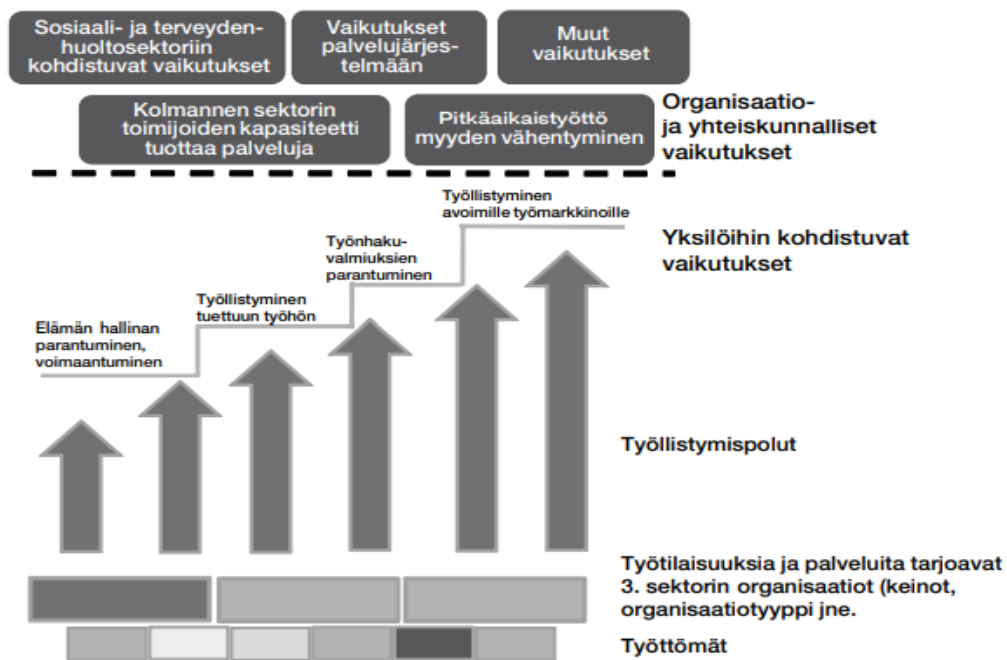 Sosiaali- ja terveyden-
huoltosektoriin
kohdistuvat vaikutukset
Vaikutukset
palvelujärjes-
telmään
Muut
vaikutukset
Kolmannen sektorin
toimijoiden kapasiteetti
tuottaa palveluja
Pitkäaikaistyöttö
myyden vähentyminen
Organisaatio-
ja yhteiskunnalliset
vaikutukset
Työllistyminen
avoimille työmarkkinoille
Yksilöihin kohdistuvat
vaikutukset
Työnhaku-
valmiuksien
parantuminen
Työllistyminen
tuettuun työhön
Elämän hallinan
parantuminen,
voimaantuminen
Työllistymispolut
Työtilaisuuksia ja palveluita tarjoavat
3. sektorin organisaatiot (keinot,
organisaatiotyyppi jne.
Työttömät